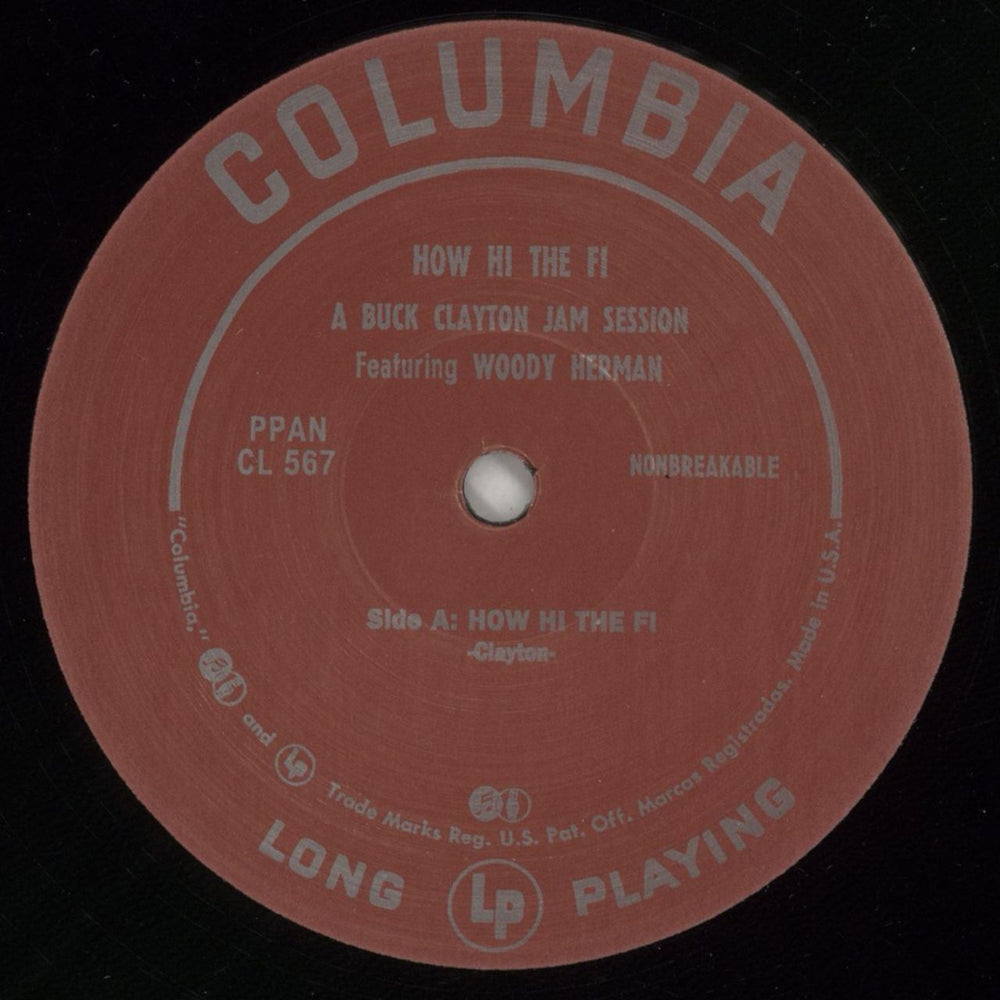 COLUMBIA
HOW HI THE FI
A BUCK CLAYTON JAM SESSION
Featuring WOODY HERMAN
PPAN
CL 567
NONBREAKABLE
Side A: HOW HI THE FI
-Clayton-
"Columbia," and LP Trade Marks Reg. U.S. Pat. Off. Marcas Registradas. Made in U.S.A.
LONG LP PLAYING